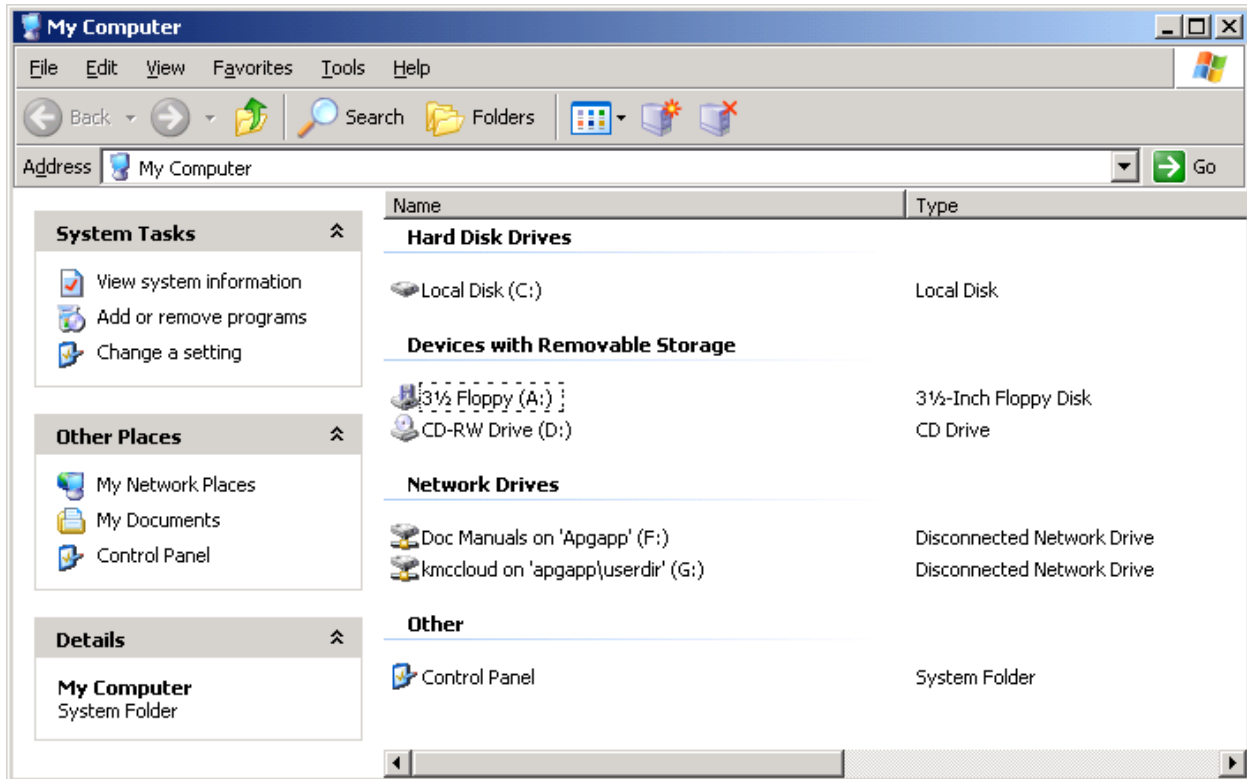 My Computer
File Edit View Favorites Tools Help
Back Search Folders
Address My Computer Go
System Tasks
View system information
Add or remove programs
Change a setting
Other Places
My Network Places
My Documents
Control Panel
Details
My Computer
System Folder
Name Type
Hard Disk Drives
Local Disk (C:) Local Disk
Devices with Removable Storage
3½ Floppy (A:) 3½-Inch Floppy Disk
CD-RW Drive (D:) CD Drive
Network Drives
Doc Manuals on 'Apgapp' (F:) Disconnected Network Drive
kmccloud on 'apgapp\userdir' (G:) Disconnected Network Drive
Other
Control Panel System Folder